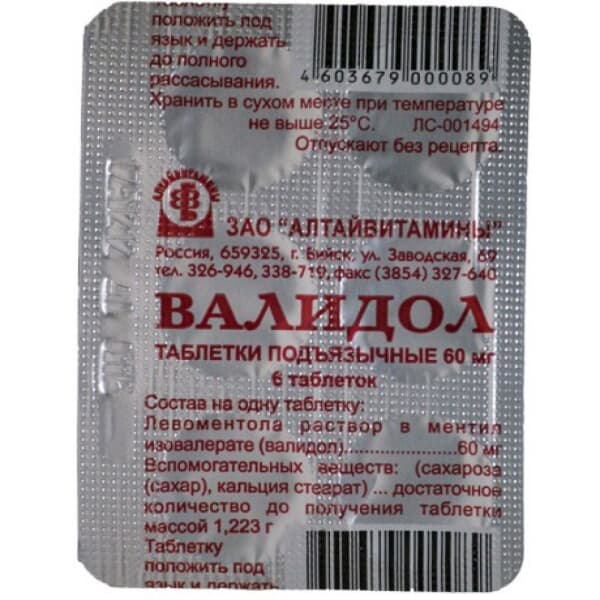 таблетку
положить под
язык и держать
до полного
рассасывания.
4 603679 000089
Хранить в сухом месте при температуре
не выше 25°С. ЛС-001494
Отпускают без рецепта.
АЛТАЙВИТАМИНЫ
ЗАО "АЛТАЙВИТАМИНЫ"
Россия, 659325, г. Бийск, ул. Заводская, 69
тел. 326-946, 338-719, факс (3854) 327-640
ВАЛИДОЛ
ТАБЛЕТКИ ПОДЪЯЗЫЧНЫЕ 60 мг
6 таблеток
Состав на одну таблетку:
Левоментола раствор в ментил
изовалерате (валидол)....................60 мг
Вспомогательных веществ: (сахароза
(сахар), кальция стеарат) ... достаточное
количество до получения таблетки
массой 1,223 г
Таблетку
положить под
язык и держать